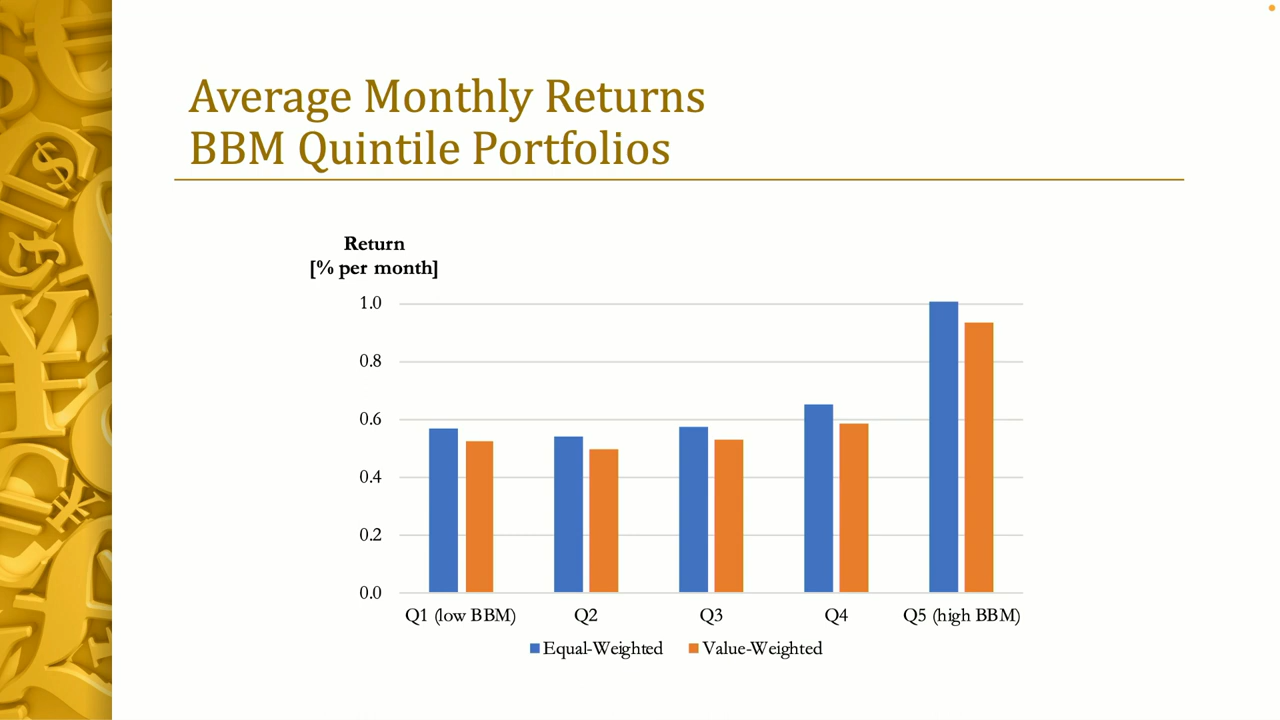 Average Monthly Returns
BBM Quintile Portfolios
Return
[% per month]
1.0
0.8
0.6
0.4
0.2
0.0
Q1 (low BBM) Q2 Q3 Q4 Q5 (high BBM)
Equal-Weighted Value-Weighted